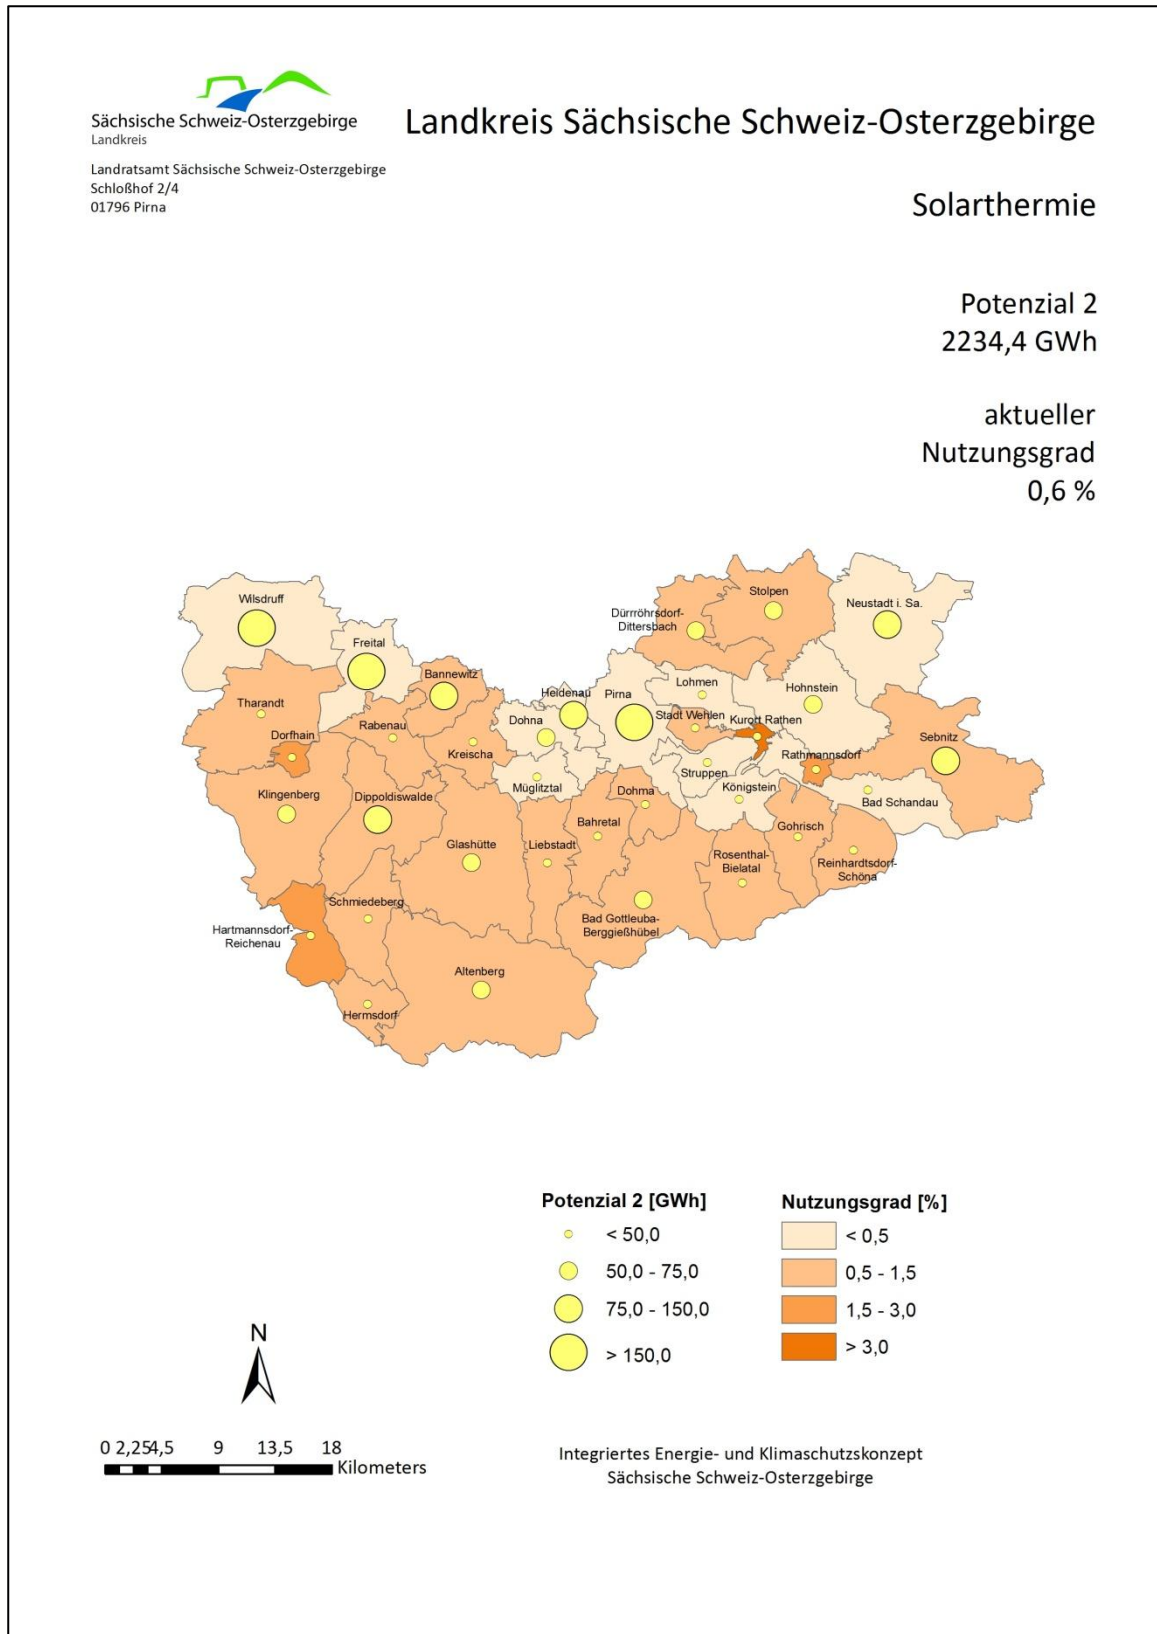 Sächsische Schweiz-Osterzgebirge
Landkreis
Landratsamt Sächsische Schweiz-Osterzgebirge
Schloßhof 2/4
01796 Pirna
Landkreis Sächsische Schweiz-Osterzgebirge
Solarthermie
Potenzial 2
2234,4 GWh
aktueller
Nutzungsgrad
0,6 %
Wilsdruff
Freital
Bannewitz
Tharandt
Dorfhain
Rabenau
Kreischa
Klingenberg
Dippoldiswalde
Glashütte
Schmiedeberg
Hartmannsdorf-
Reichenau
Hermsdorf
Altenberg
Dohna
Heidenau
Müglitztal
Liebstadt
Bahretal
Dohma
Bad Gottleuba-
Berggießhübel
Pirna
Dürrröhrsdorf-
Dittersbach
Stolpen
Neustadt i. Sa.
Lohmen
Stadt Wehlen
Kurort Rathen
Hohnstein
Sebnitz
Rathmannsdorf
Struppen
Königstein
Bad Schandau
Gohrisch
Rosenthal-
Bielatal
Reinhardtsdorf-
Schöna
Potenzial 2 [GWh]
< 50,0
50,0 - 75,0
75,0 - 150,0
> 150,0
Nutzungsgrad [%]
< 0,5
0,5 - 1,5
1,5 - 3,0
> 3,0
N
0 2,25 4,5 9 13,5 18
Kilometers
Integriertes Energie- und Klimaschutzkonzept
Sächsische Schweiz-Osterzgebirge